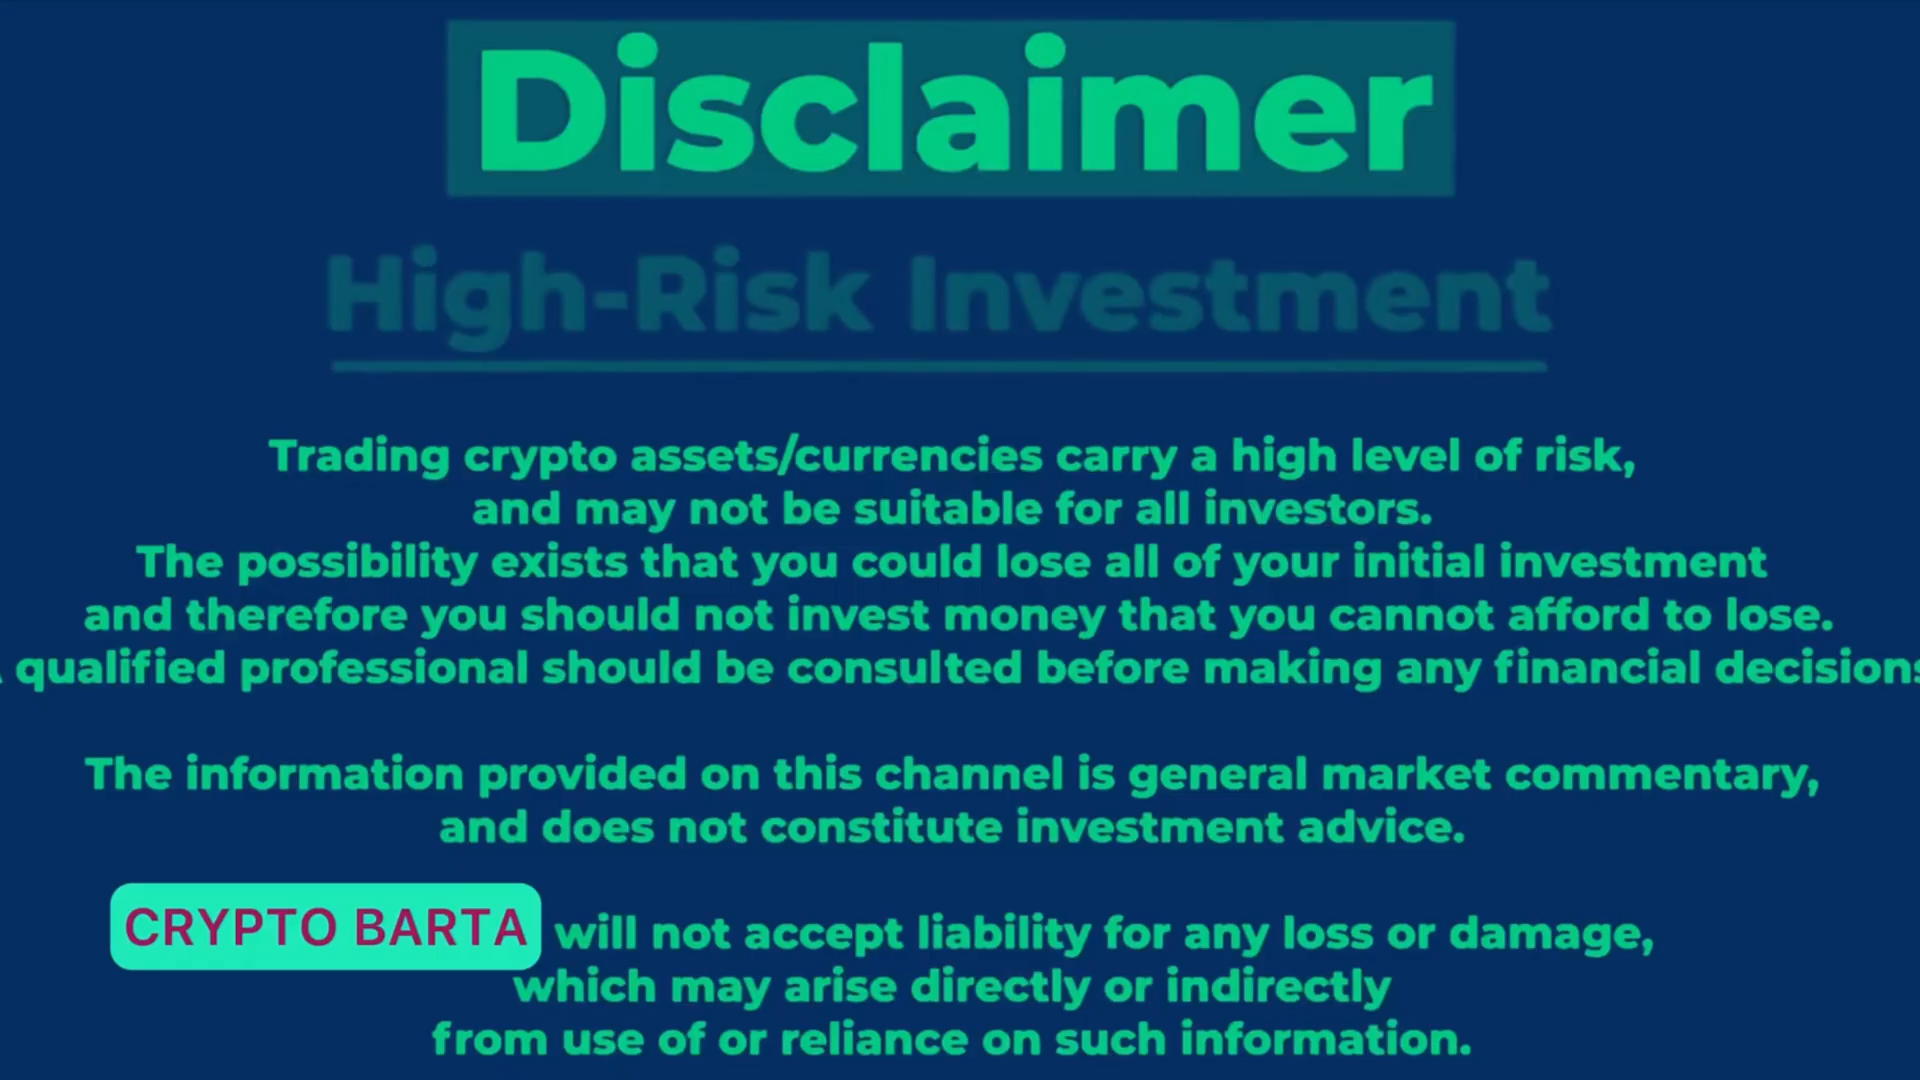 Disclaimer
High-Risk Investment
Trading crypto assets/currencies carry a high level of risk,
and may not be suitable for all investors.
The possibility exists that you could lose all of your initial investment
and therefore you should not invest money that you cannot afford to lose.
qualified professional should be consulted before making any financial decisions
The information provided on this channel is general market commentary,
and does not constitute investment advice.
CRYPTO BARTA will not accept liability for any loss or damage,
which may arise directly or indirectly
from use of or reliance on such information.